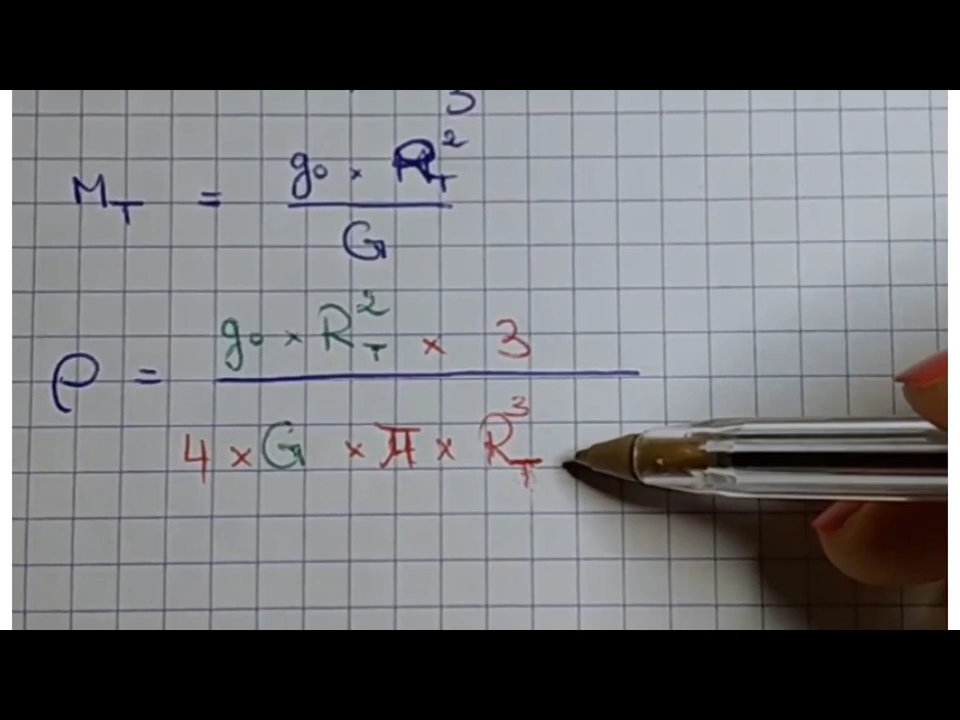 M_T = (g₀ × R_T²) / G
ρ = (g₀ × R_T² × 3) / (4 × G × π × R_T³)